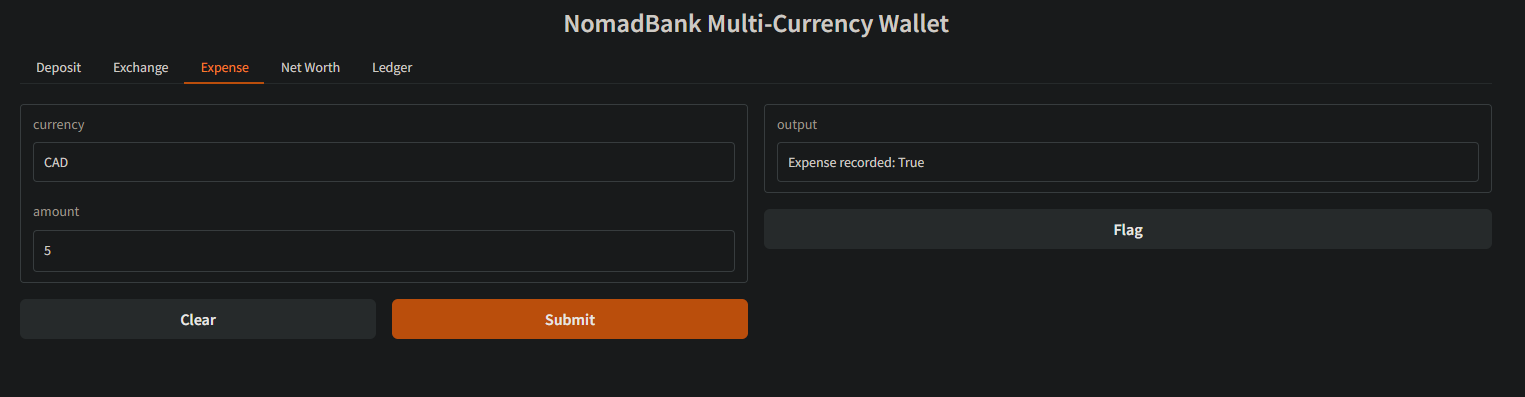 NomadBank Multi-Currency Wallet
Deposit Exchange Expense Net Worth Ledger
currency
CAD
amount
5
Clear Submit
output
Expense recorded: True
Flag